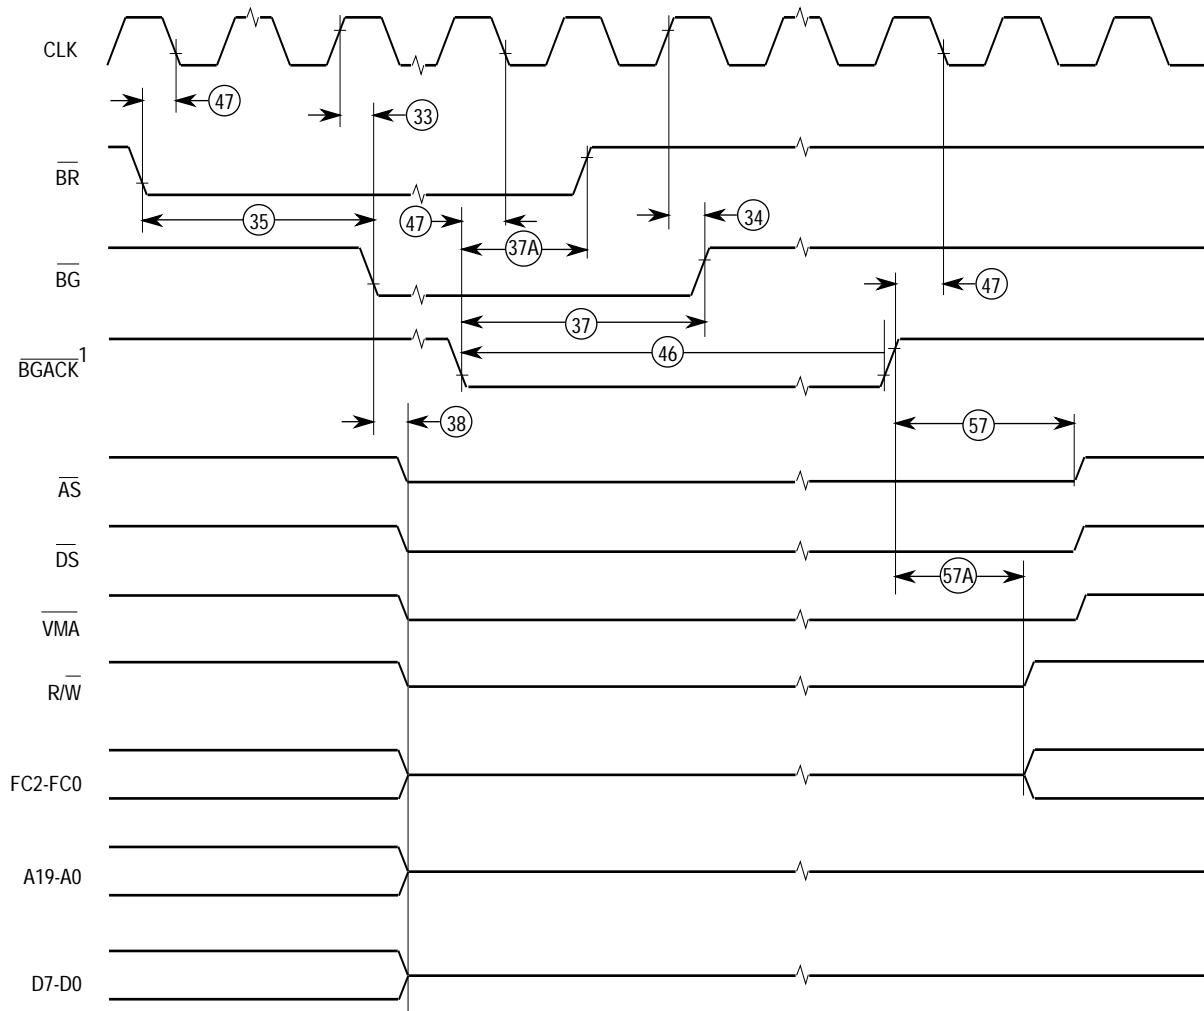 CLK
47
33
BR
35
47
37A
34
BG
47
37
BGACK1
46
38
57
AS
DS
57A
VMA
R/W
FC2-FC0
A19-A0
D7-D0